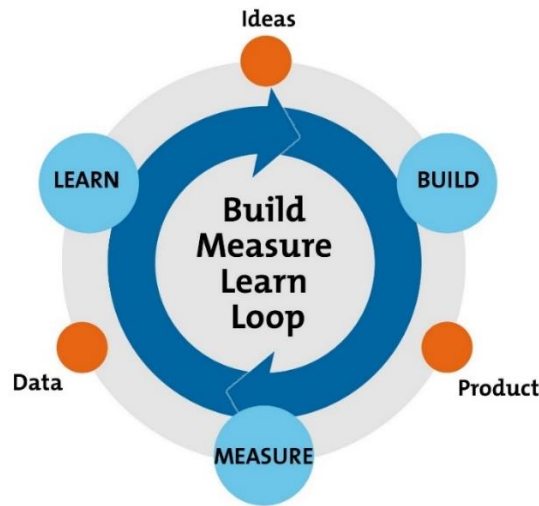 Ideas
LEARN
BUILD
Build
Measure
Learn
Loop
Data
Product
MEASURE